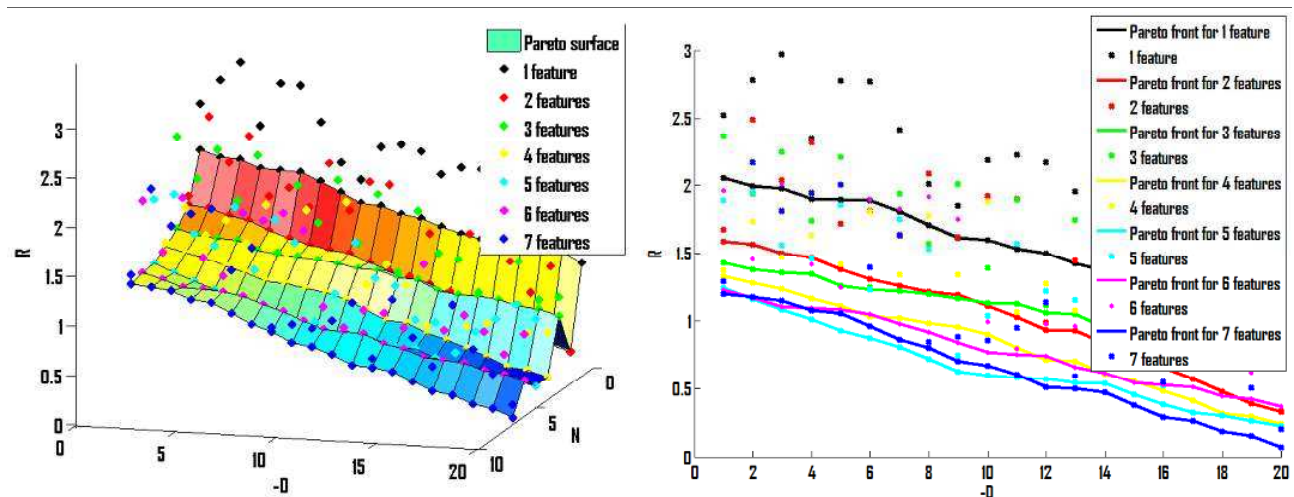 Pareto surface
1 feature
2 features
3 features
4 features
5 features
6 features
7 features
3
2.5
2
1.5
1
0.5
0
R
0
5
10
15
20
-D
0
5
10
N
Pareto front for 1 feature
1 feature
Pareto front for 2 features
2 features
Pareto front for 3 features
3 features
Pareto front for 4 features
4 features
Pareto front for 5 features
5 features
Pareto front for 6 features
6 features
Pareto front for 7 features
7 features
3
2.5
2
1.5
1
0.5
0
R
0
2
4
6
8
10
12
14
16
18
20
-D